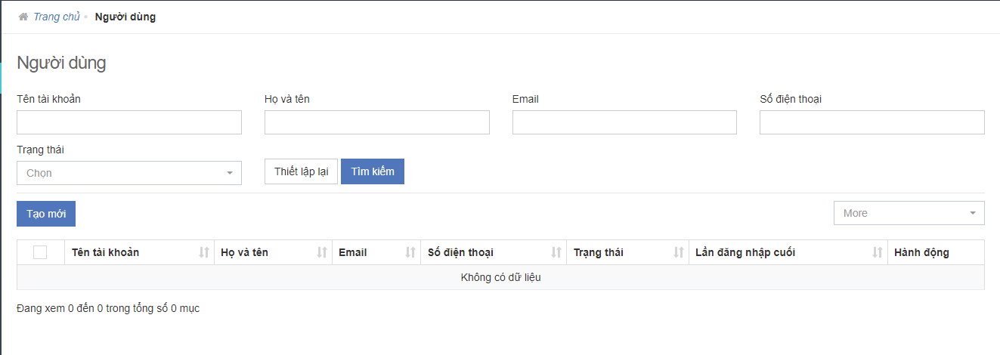 Trang chủ • Người dùng
Người dùng
Tên tài khoản Họ và tên Email Số điện thoại
Trạng thái
Chọn Thiết lập lại Tìm kiếm
Tạo mới More
Tên tài khoản Họ và tên Email Số điện thoại Trạng thái Lần đăng nhập cuối Hành động
Không có dữ liệu
Đang xem 0 đến 0 trong tổng số 0 mục